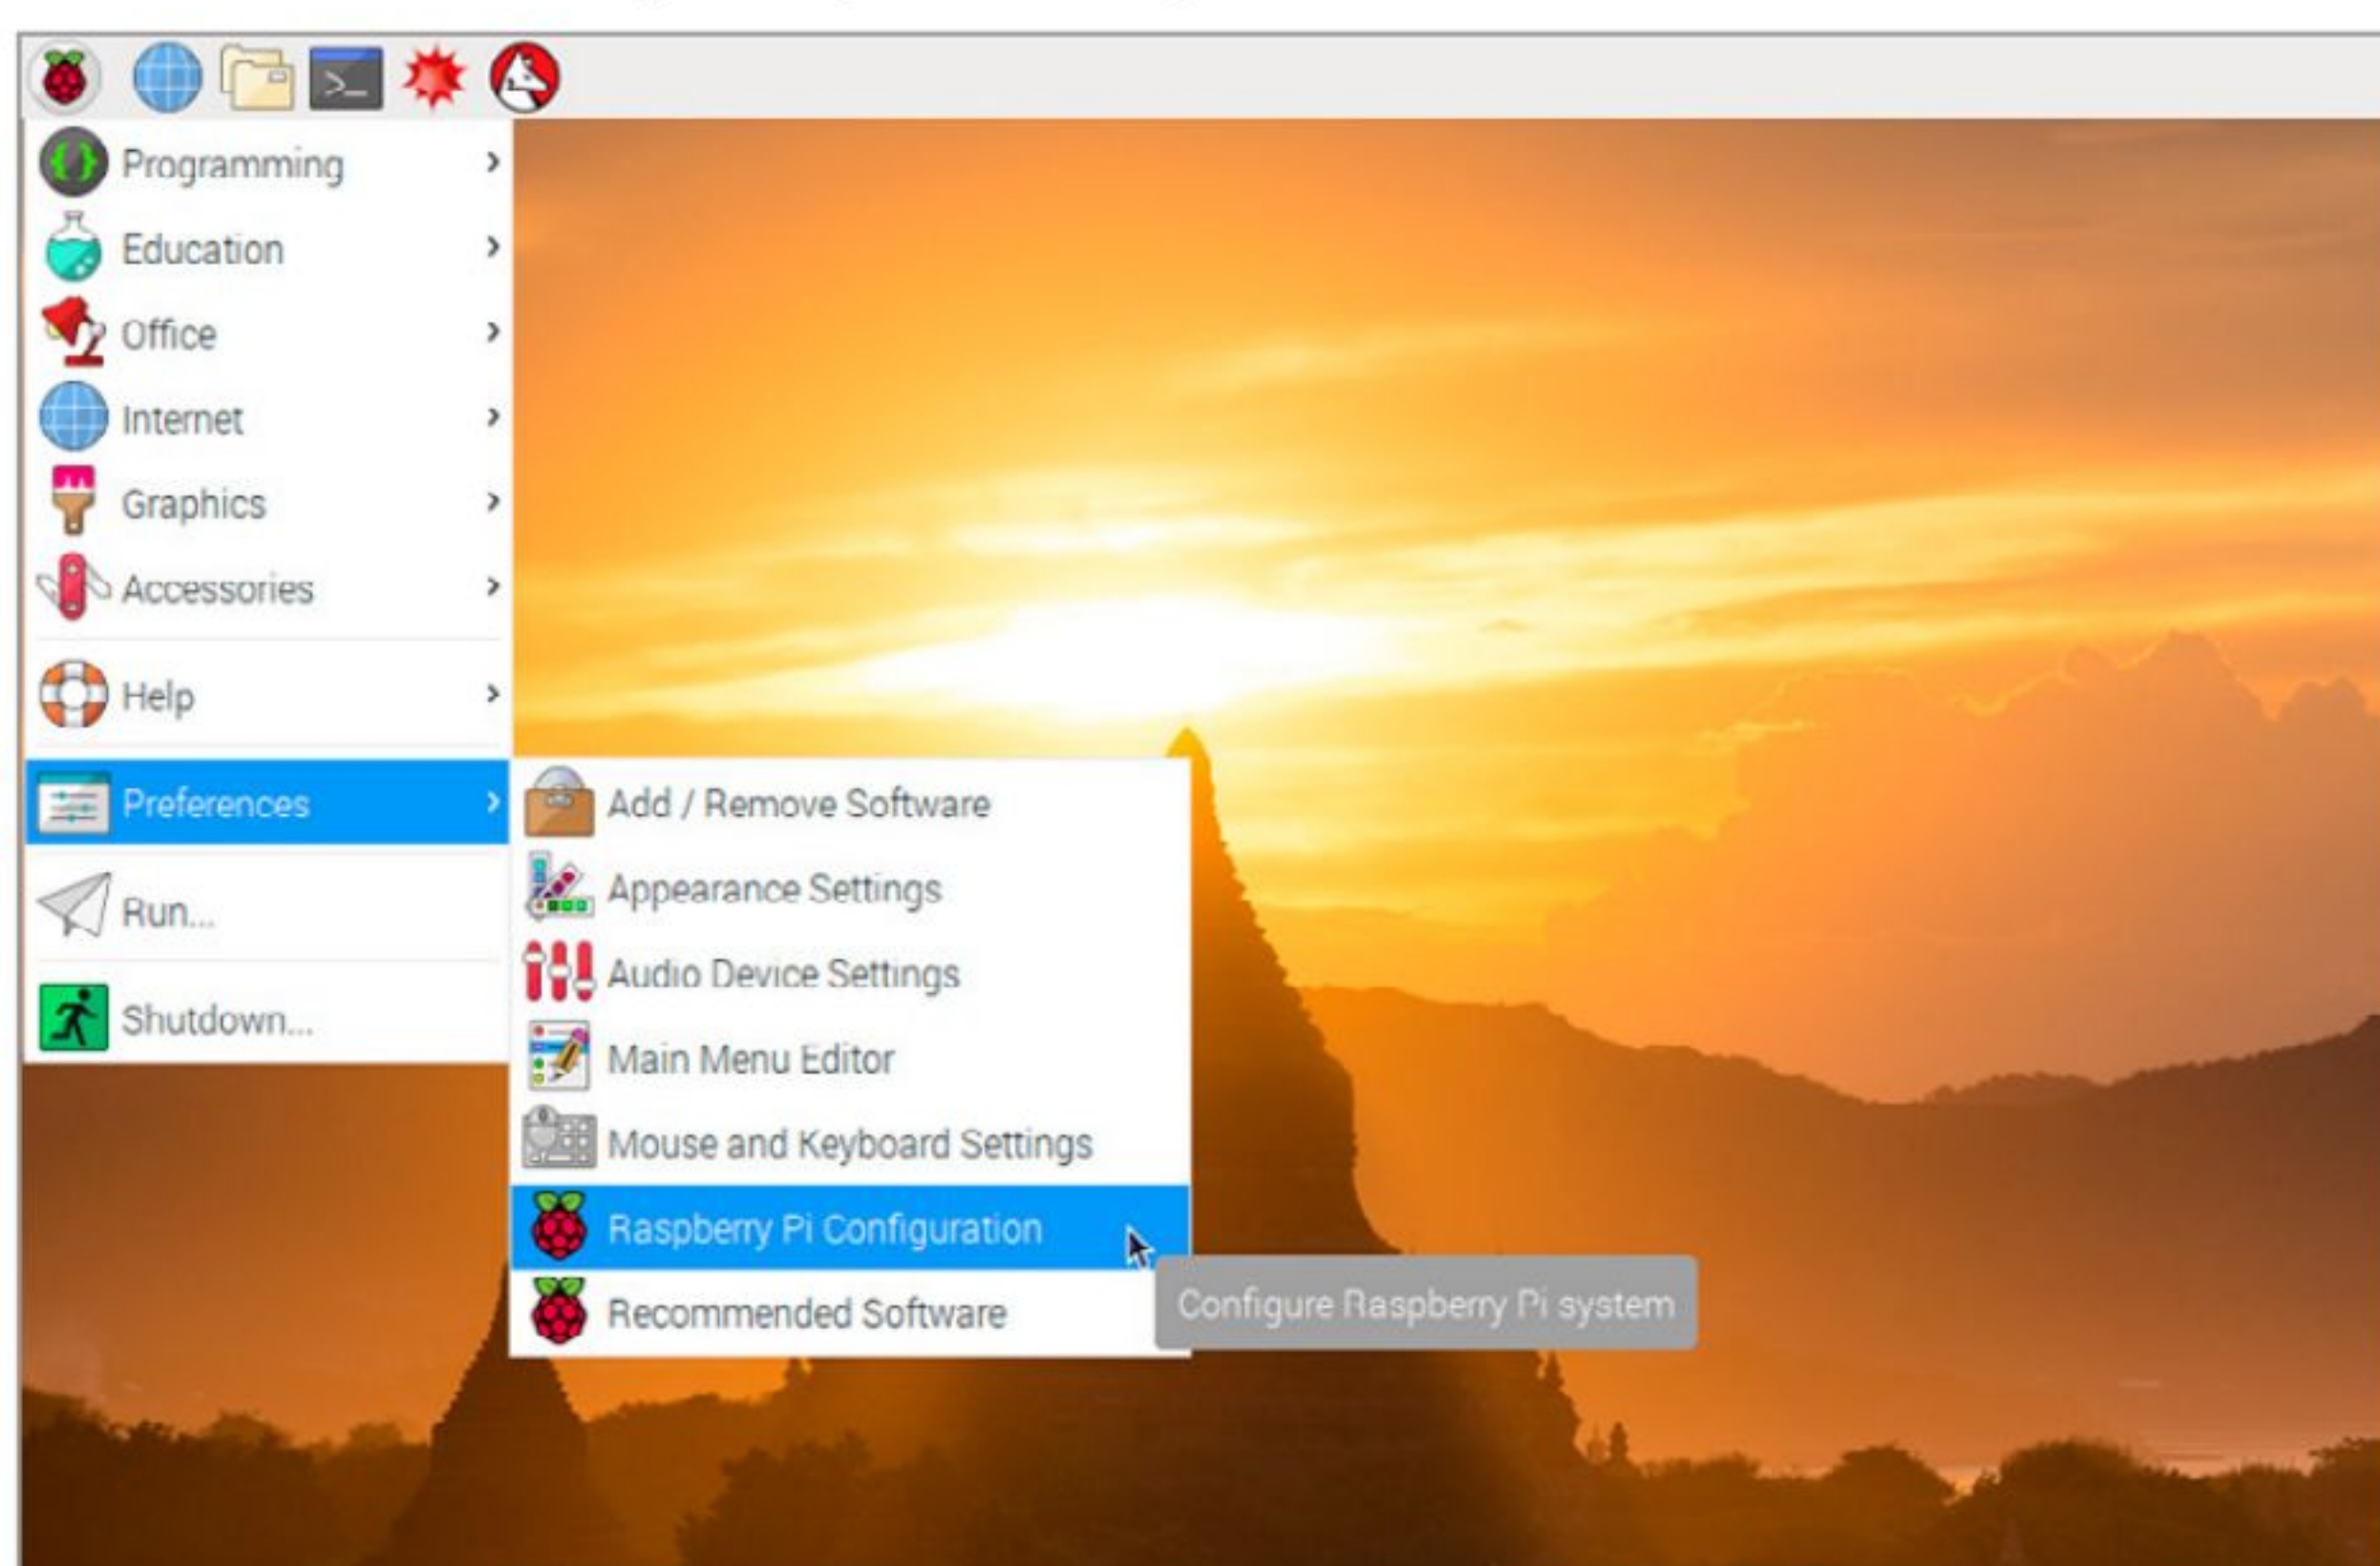 Programming
Education
Office
Internet
Graphics
Accessories
Help
Preferences
Run...
Shutdown...
Add / Remove Software
Appearance Settings
Audio Device Settings
Main Menu Editor
Mouse and Keyboard Settings
Raspberry Pi Configuration
Recommended Software
Configure Raspberry Pi system